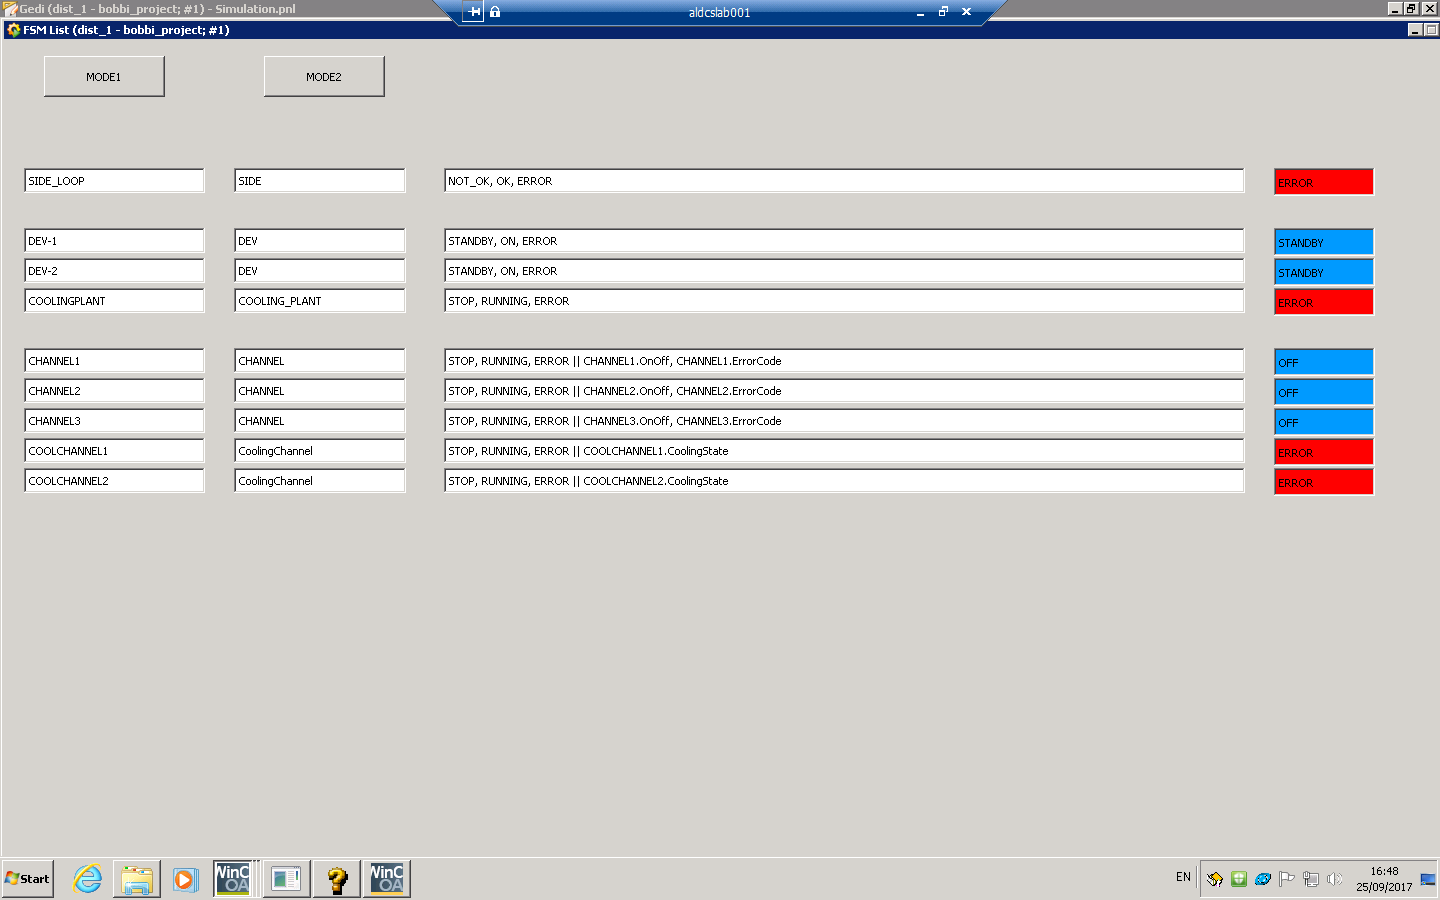 Gedi (dist_1 - bobbi_project; #1) - Simulation.pnl
aldcslab001
FSM List (dist_1 - bobbi_project; #1)
MODE1 MODE2
SIDE_LOOP SIDE NOT_OK, OK, ERROR ERROR
DEV-1 DEV STANDBY, ON, ERROR STANDBY
DEV-2 DEV STANDBY, ON, ERROR STANDBY
COOLINGPLANT COOLING_PLANT STOP, RUNNING, ERROR ERROR
CHANNEL1 CHANNEL STOP, RUNNING, ERROR || CHANNEL1.OnOff, CHANNEL1.ErrorCode OFF
CHANNEL2 CHANNEL STOP, RUNNING, ERROR || CHANNEL2.OnOff, CHANNEL2.ErrorCode OFF
CHANNEL3 CHANNEL STOP, RUNNING, ERROR || CHANNEL3.OnOff, CHANNEL3.ErrorCode OFF
COOLCHANNEL1 CoolingChannel STOP, RUNNING, ERROR || COOLCHANNEL1.CoolingState ERROR
COOLCHANNEL2 CoolingChannel STOP, RUNNING, ERROR || COOLCHANNEL2.CoolingState ERROR
Start
WinC
OA
WinC
OA
EN
16:48
25/09/2017